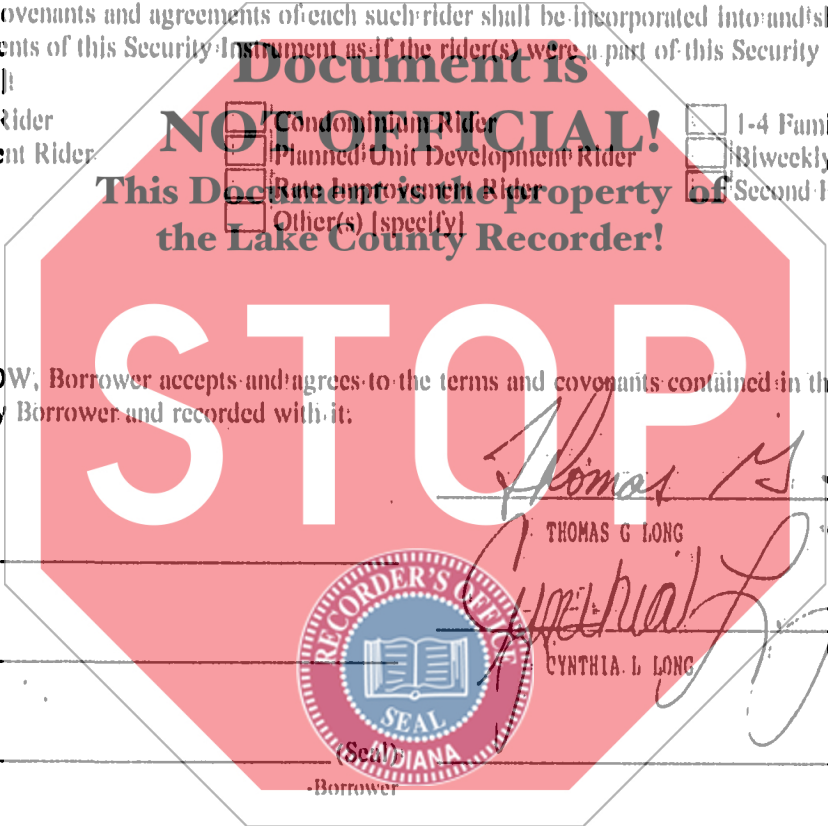 ovenants and agreements of each such rider shall be incorporated into and sl
ents of this Security Instrument as if the rider(s) were a part of this Security
Document is
Rider
Condominium Rider
1-4 Fami
NOT OFFICIAL!
nt Rider
Planned Unit Development Rider
Biweekly
This Document is the property of
Rate Improvement Rider
Second H
Other(s) [specify]
the Lake County Recorder!
STOP
OW, Borrower accepts and agrees to the terms and covenants contained in th
y Borrower and recorded with it.
Thomas G.
THOMAS G LONG
Cynthia L
CYNTHIA L LONG
RECORDER'S OFFICE
SEAL
INDIANA
(Seal)
-Borrower